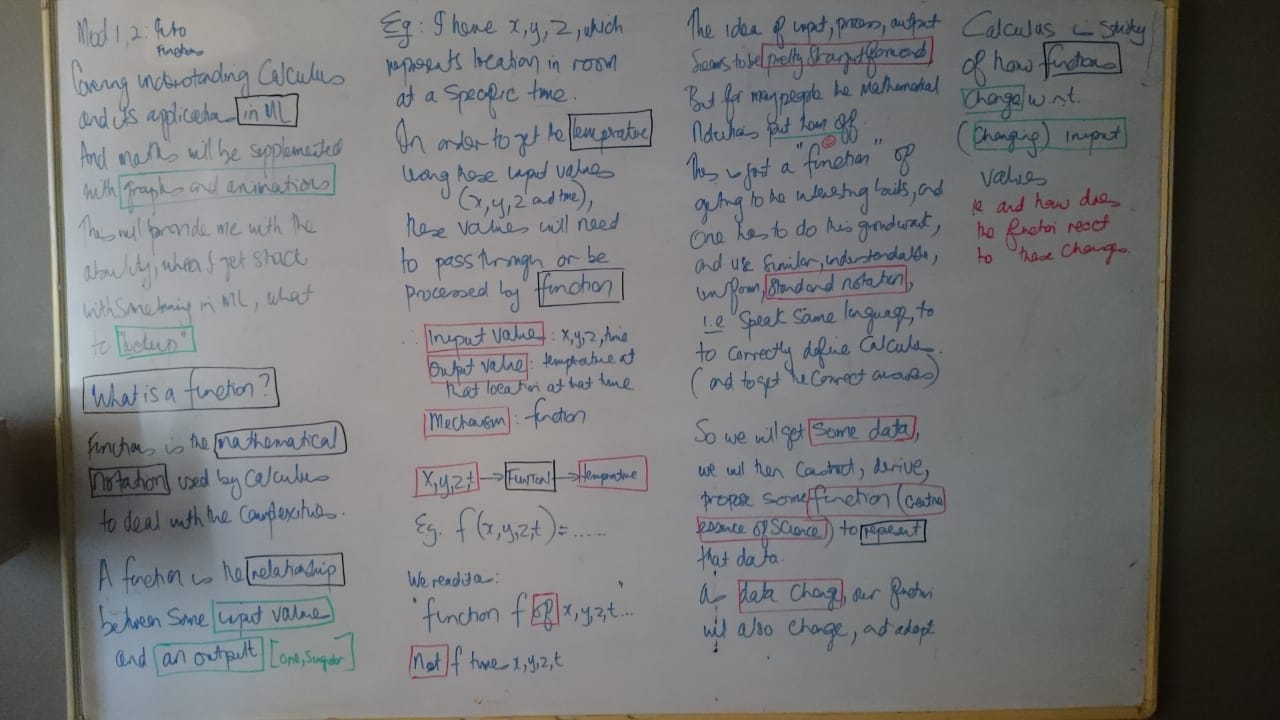 Mod 1, 2: Intro
Functions
Covering understanding Calculus
and its application in ML
And maths will be supplemented
with graphs and animations
This will provide me with the
ability, when I get stuck
with something in ML, what
to "lookup"
What is a function?
Functions is the mathematical
notation used by Calculus
to deal with the complexities.
A function is the relationship
between some input value
and an output [one, singular]
Eg: I have x, y, z, which
represents location in room
at a specific time.
In order to get the temperature
using these input values
(x, y, z and time),
these values will need
to pass through or be
processed by function
Input value : x, y, z, time
Output value : temperature at
that location at that time
Mechanism : function
x, y, z, t → Function → temperature
Eg. f(x, y, z, t) = ......
We read it as:
"function f of x, y, z, t..."
Not f times x, y, z, t
The idea of input, process, output
seems to be pretty straightforward
But for many people the mathematical
notations put them off
This is just a "function" of
getting to the interesting bits, and
one has to do this groundwork,
and use similar, understandable,
uniform, standard notation,
i.e speak same language, to
to correctly define Calculus.
(and to get the correct answers)
So we will get some data,
we will then construct, derive,
propose some function (central
essence of Science) to represent
that data.
as data change, our function
will also change, and adapt
Calculus is study
of how functions
change w.r.t.
(changing) input
values
ie and how does
the function react
to these changes.